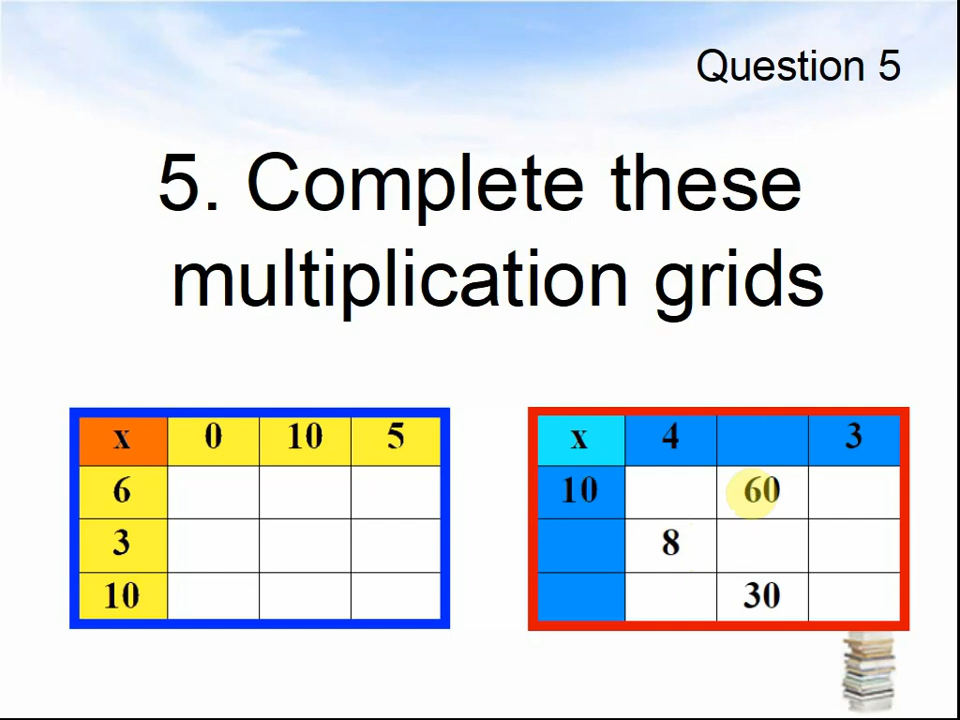 Question 5
5. Complete these
multiplication grids
x 0 10 5
6
3
10
x 4 3
10 60
8
30